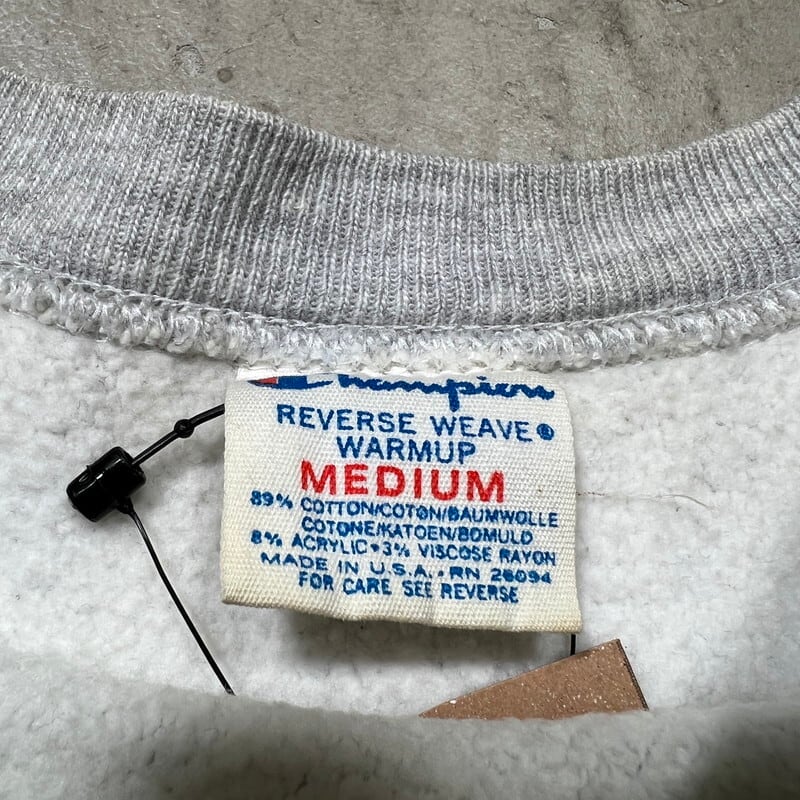 Champion
REVERSE WEAVE®
WARMUP
MEDIUM
89% COTTON/COTON/BAUMWOLLE
COTONE/KATOEN/BOMULD
8% ACRYLIC•3% VISCOSE RAYON
MADE IN U.S.A.•RN 26094
FOR CARE SEE REVERSE